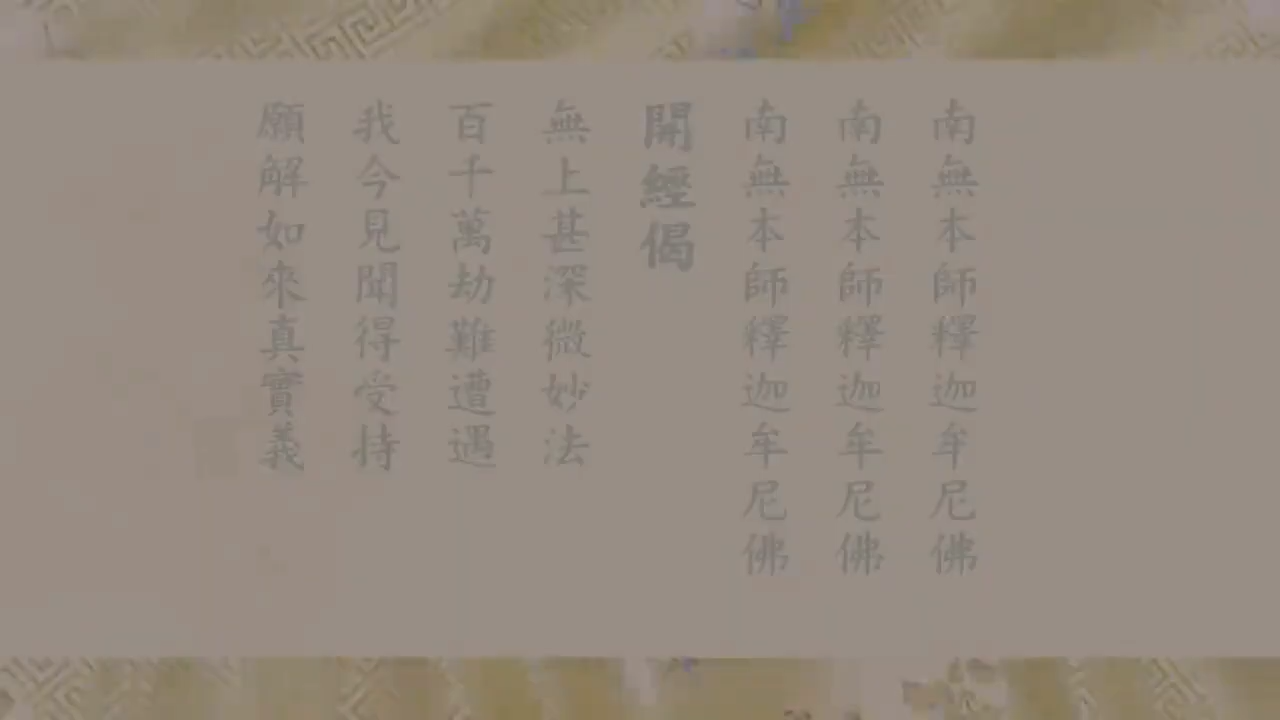 南無本師釋迦牟尼佛
南無本師釋迦牟尼佛
南無本師釋迦牟尼佛
開經偈
無上甚深微妙法
百千萬劫難遭遇
我今見聞得受持
願解如來真實義